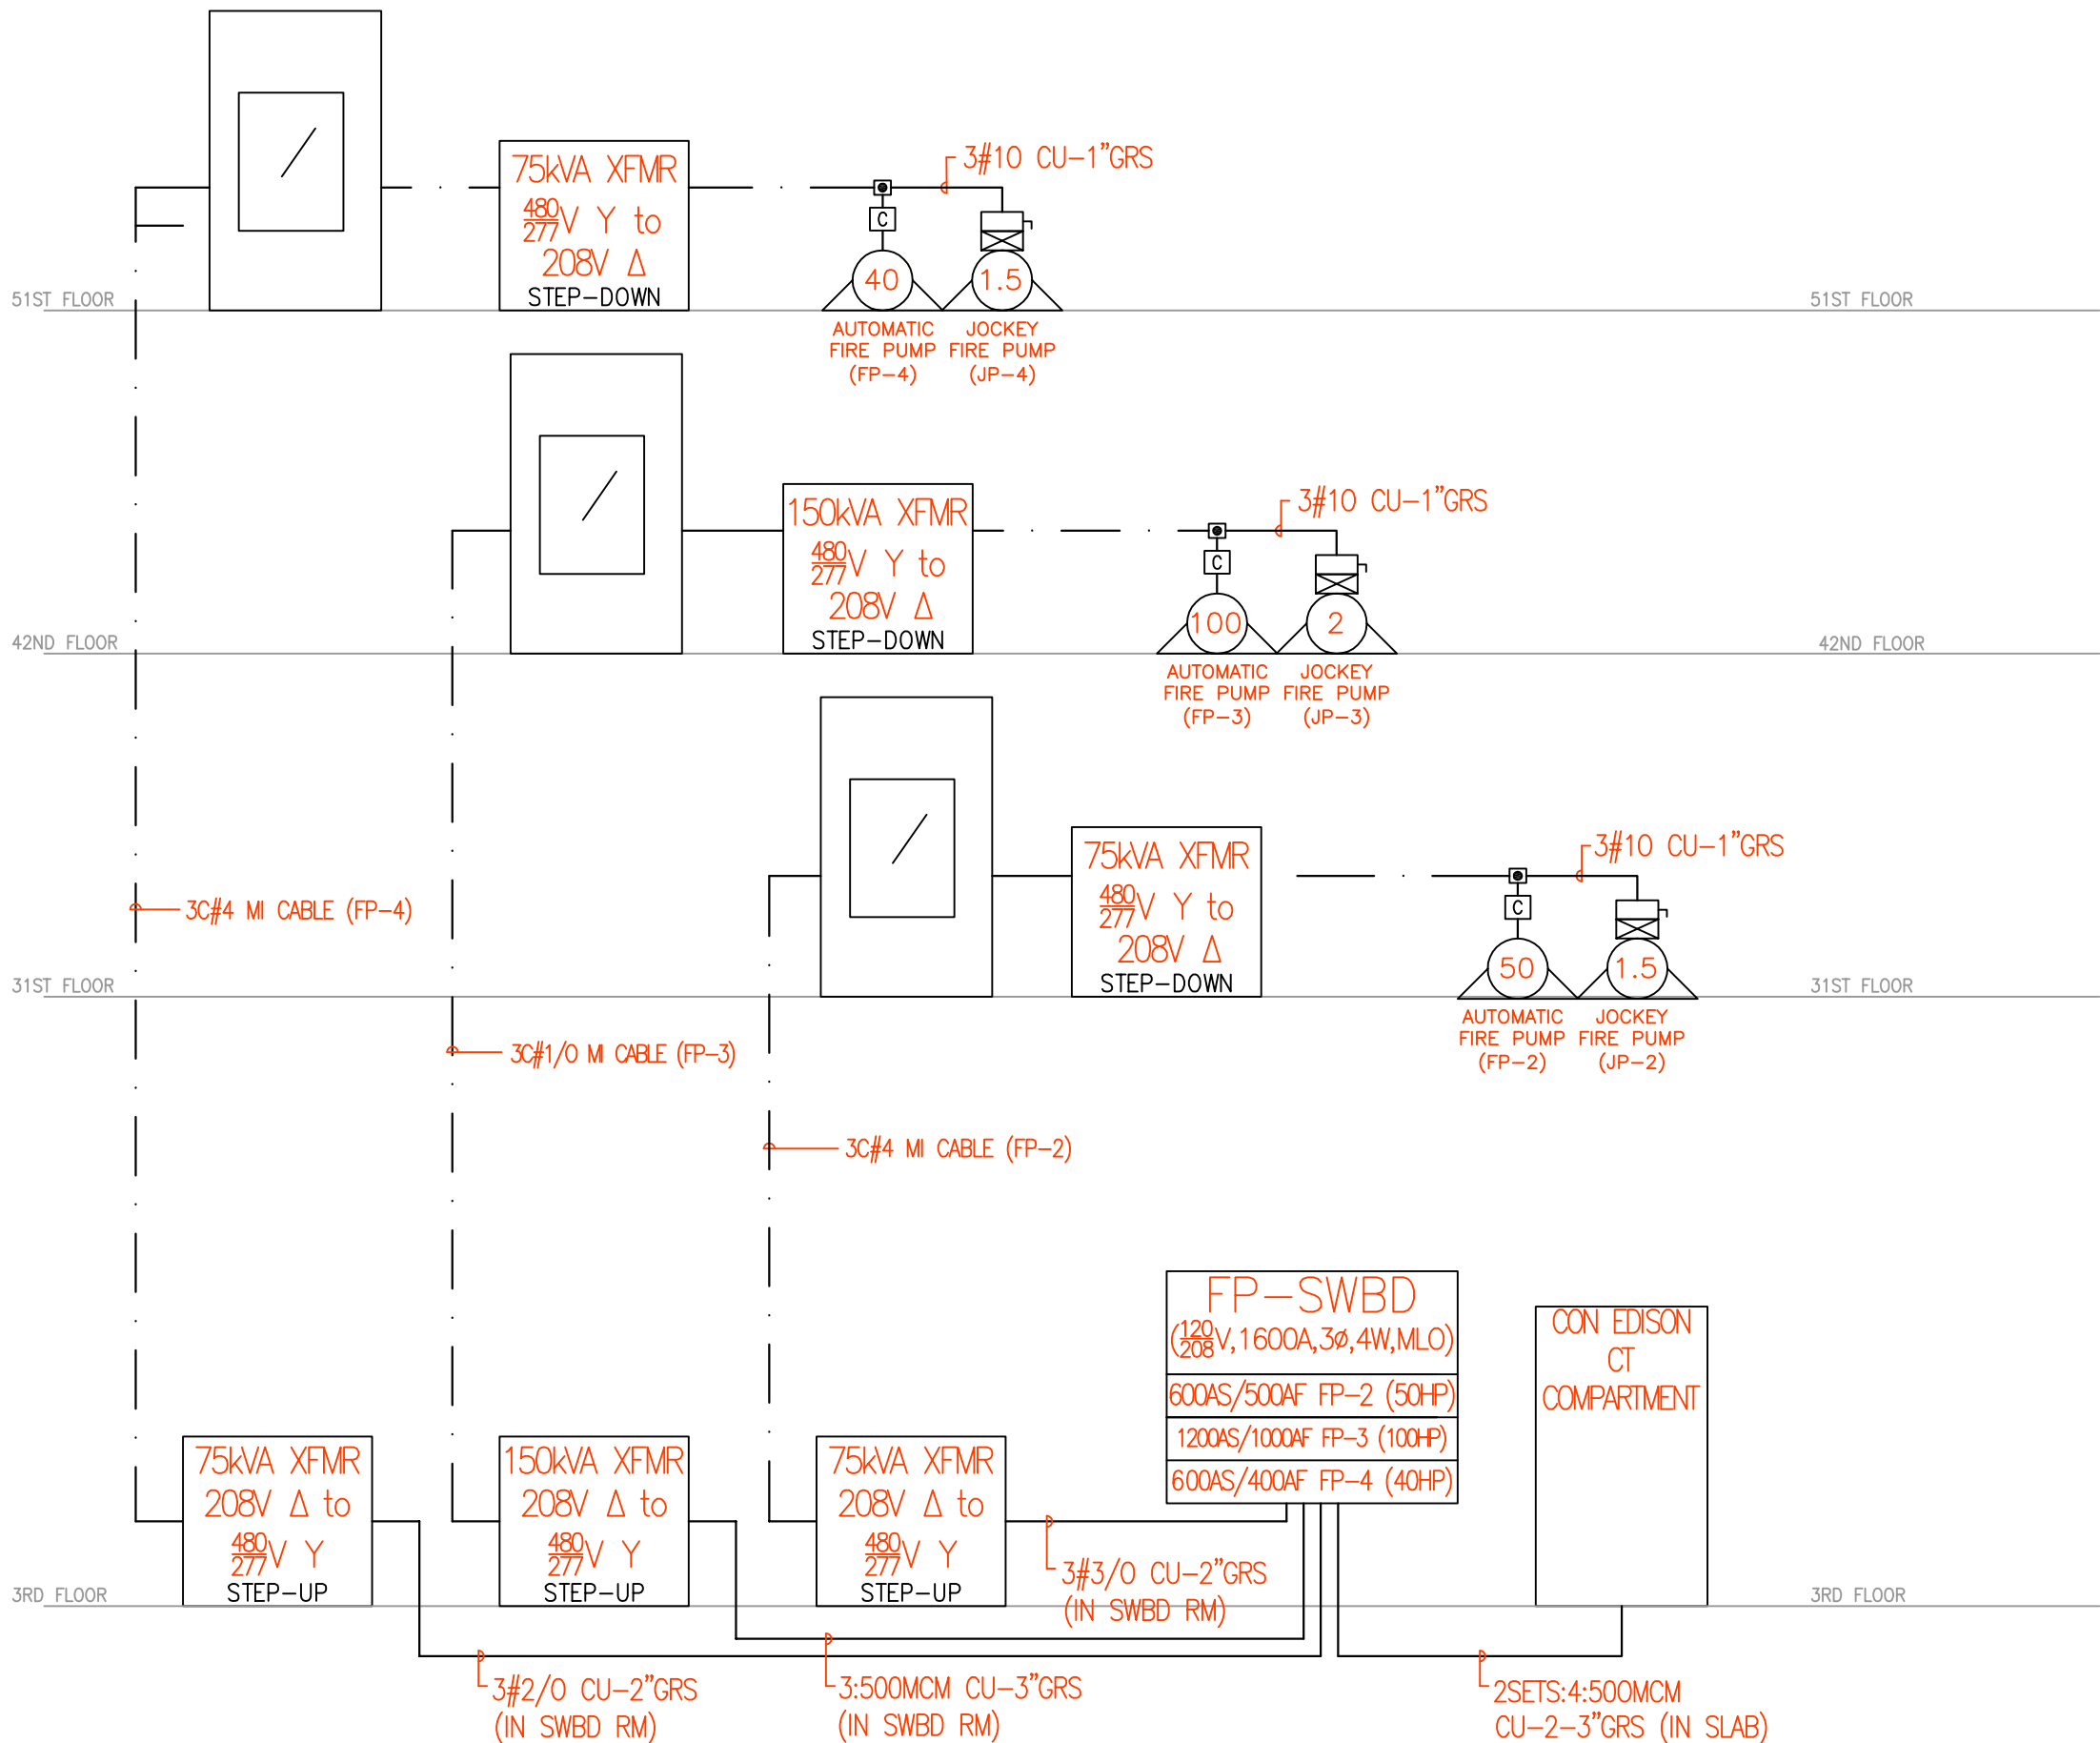 3#10 CU-1"GRS
75kVA XFMR
480/277V Y to
208V Δ
STEP-DOWN
C
40
1.5
51ST FLOOR
51ST FLOOR
AUTOMATIC
FIRE PUMP
(FP-4)
JOCKEY
FIRE PUMP
(JP-4)
3#10 CU-1"GRS
150kVA XFMR
480/277V Y to
208V Δ
STEP-DOWN
C
100
2
42ND FLOOR
42ND FLOOR
AUTOMATIC
FIRE PUMP
(FP-3)
JOCKEY
FIRE PUMP
(JP-3)
3#10 CU-1"GRS
75kVA XFMR
480/277V Y to
208V Δ
STEP-DOWN
C
50
1.5
3C#4 MI CABLE (FP-4)
31ST FLOOR
31ST FLOOR
AUTOMATIC
FIRE PUMP
(FP-2)
JOCKEY
FIRE PUMP
(JP-2)
3C#1/0 MI CABLE (FP-3)
3C#4 MI CABLE (FP-2)
FP-SWBD
(120/208V,1600A,3ø,4W,MLO)
600AS/500AF FP-2 (50HP)
1200AS/1000AF FP-3 (100HP)
600AS/400AF FP-4 (40HP)
CON EDISON
CT
COMPARTMENT
75kVA XFMR
208V Δ to
480/277V Y
STEP-UP
150kVA XFMR
208V Δ to
480/277V Y
STEP-UP
75kVA XFMR
208V Δ to
480/277V Y
STEP-UP
3#3/0 CU-2"GRS
(IN SWBD RM)
3RD FLOOR
3RD FLOOR
3#2/0 CU-2"GRS
(IN SWBD RM)
3:500MCM CU-3"GRS
(IN SWBD RM)
2SETS:4:500MCM
CU-2-3"GRS (IN SLAB)